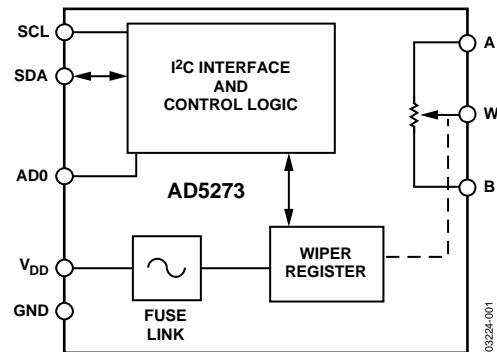 SCL
SDA
AD0
V_DD
GND
I²C INTERFACE
AND
CONTROL LOGIC
AD5273
FUSE
LINK
WIPER
REGISTER
A
W
B
03224-001